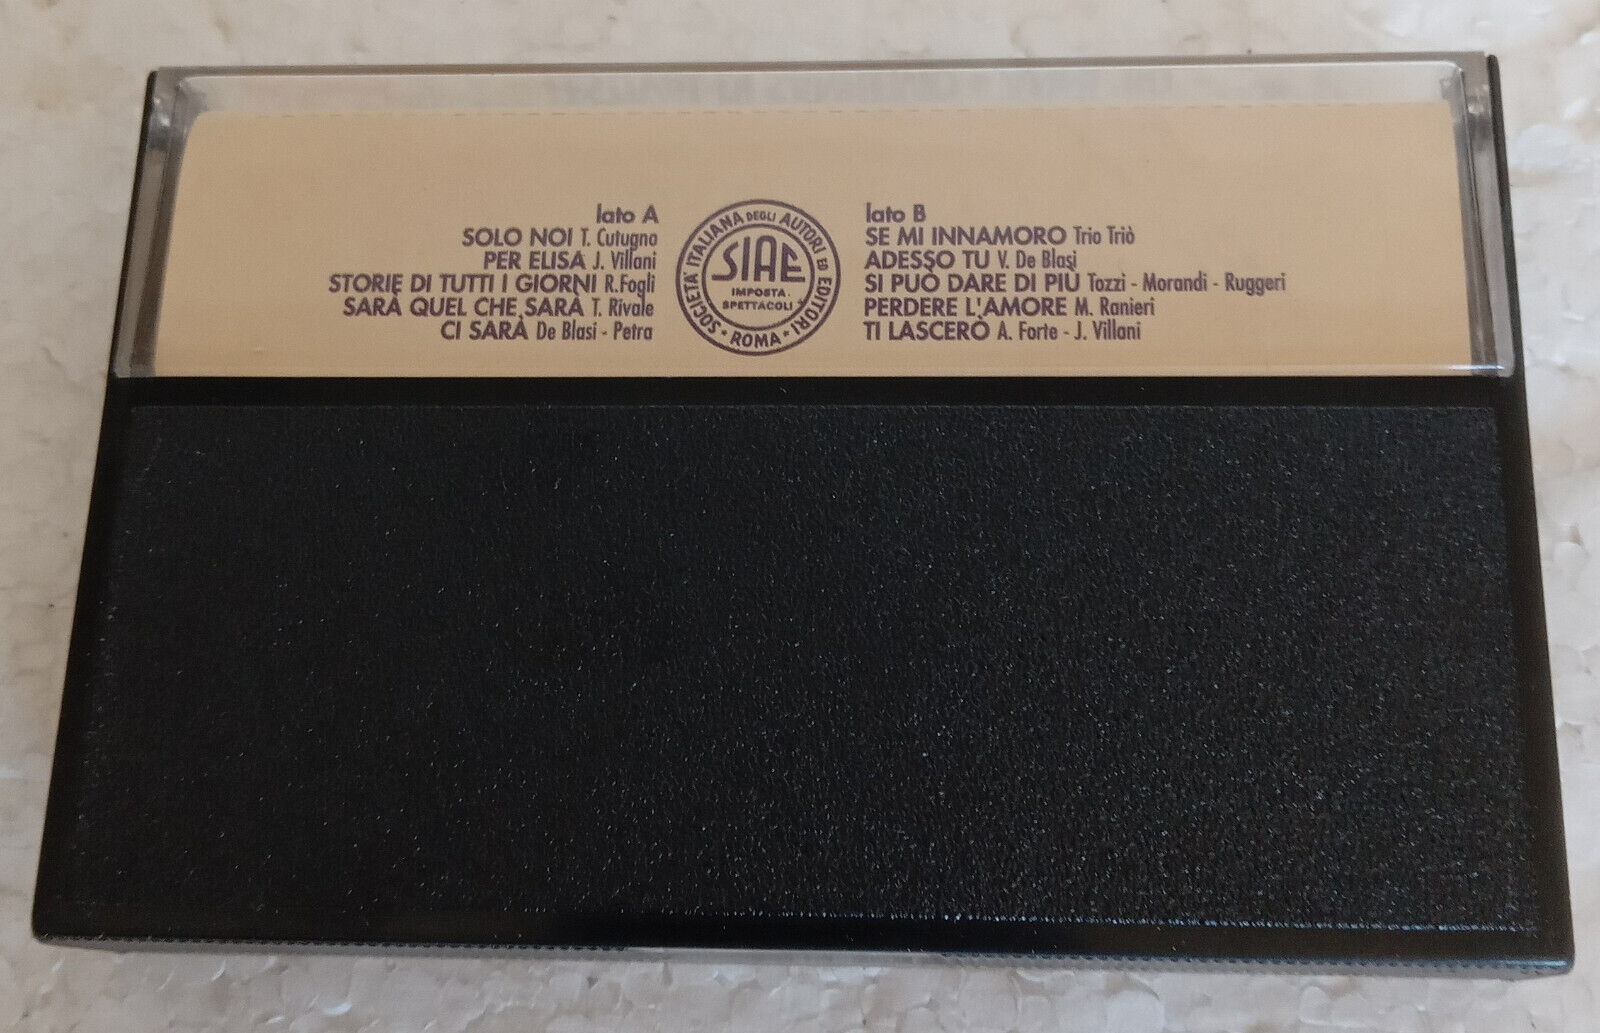 lato A
SOLO NOI T. Cutugno
PER ELISA J. Villani
STORIE DI TUTTI I GIORNI R.Fogli
SARÀ QUEL CHE SARÀ T. Rivale
CI SARÀ De Blasi - Petra
SOCIETA' ITALIANA DEGLI AUTORI ED EDITORI
SIAE
IMPOSTA
SPETTACOLI
• ROMA •
lato B
SE MI INNAMORO Trio Triò
ADESSO TU V. De Blasi
SI PUÒ DARE DI PIÙ Tozzi - Morandi - Ruggeri
PERDERE L'AMORE M. Ranieri
TI LASCERÒ A. Forte - J. Villani